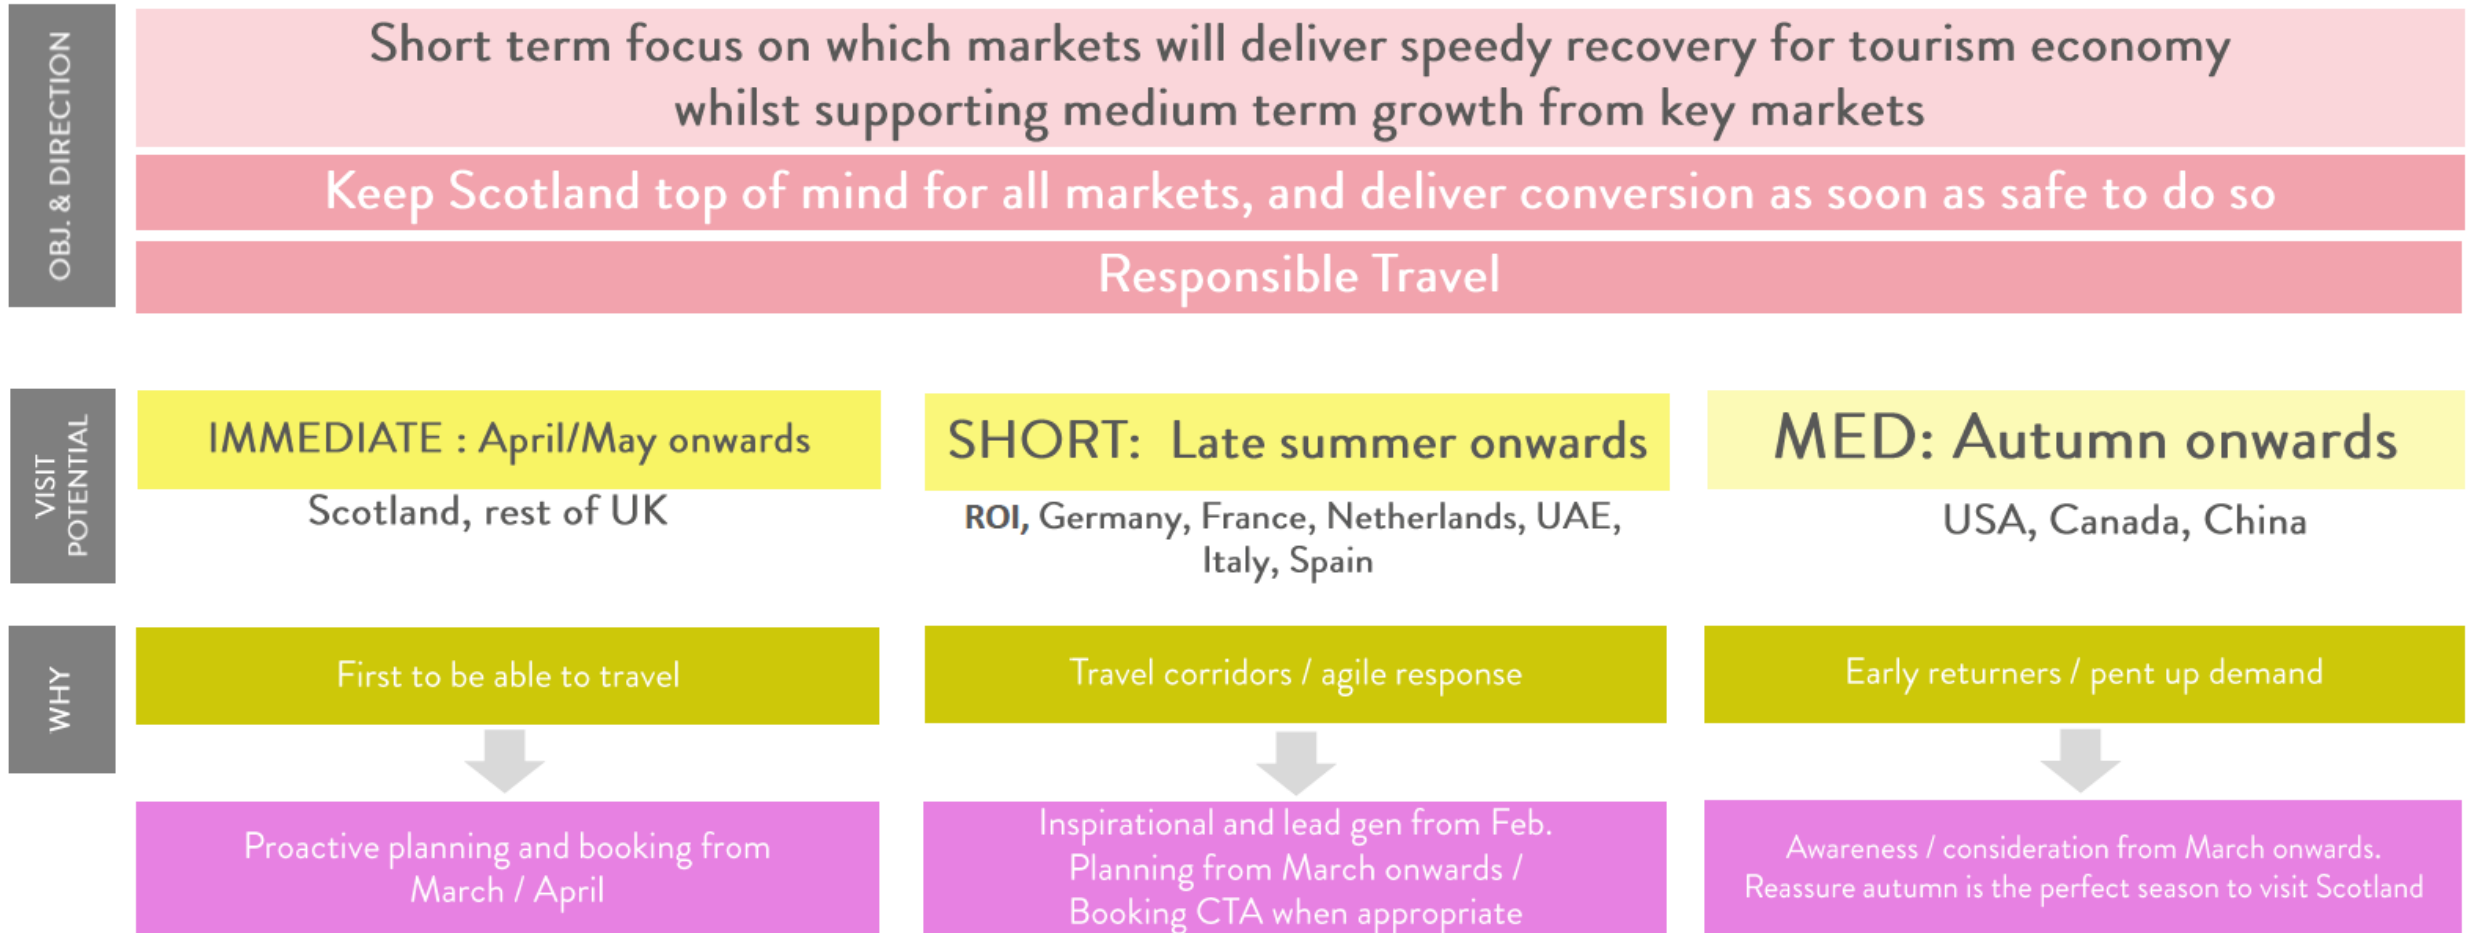 OBJ. & DIRECTION
Short term focus on which markets will deliver speedy recovery for tourism economy
whilst supporting medium term growth from key markets
Keep Scotland top of mind for all markets, and deliver conversion as soon as safe to do so
Responsible Travel
VISIT
POTENTIAL
IMMEDIATE : April/May onwards
Scotland, rest of UK
SHORT: Late summer onwards
ROI, Germany, France, Netherlands, UAE,
Italy, Spain
MED: Autumn onwards
USA, Canada, China
WHY
First to be able to travel
Travel corridors / agile response
Early returners / pent up demand
Proactive planning and booking from
March / April
Inspirational and lead gen from Feb.
Planning from March onwards /
Booking CTA when appropriate
Awareness / consideration from March onwards.
Reassure autumn is the perfect season to visit Scotland